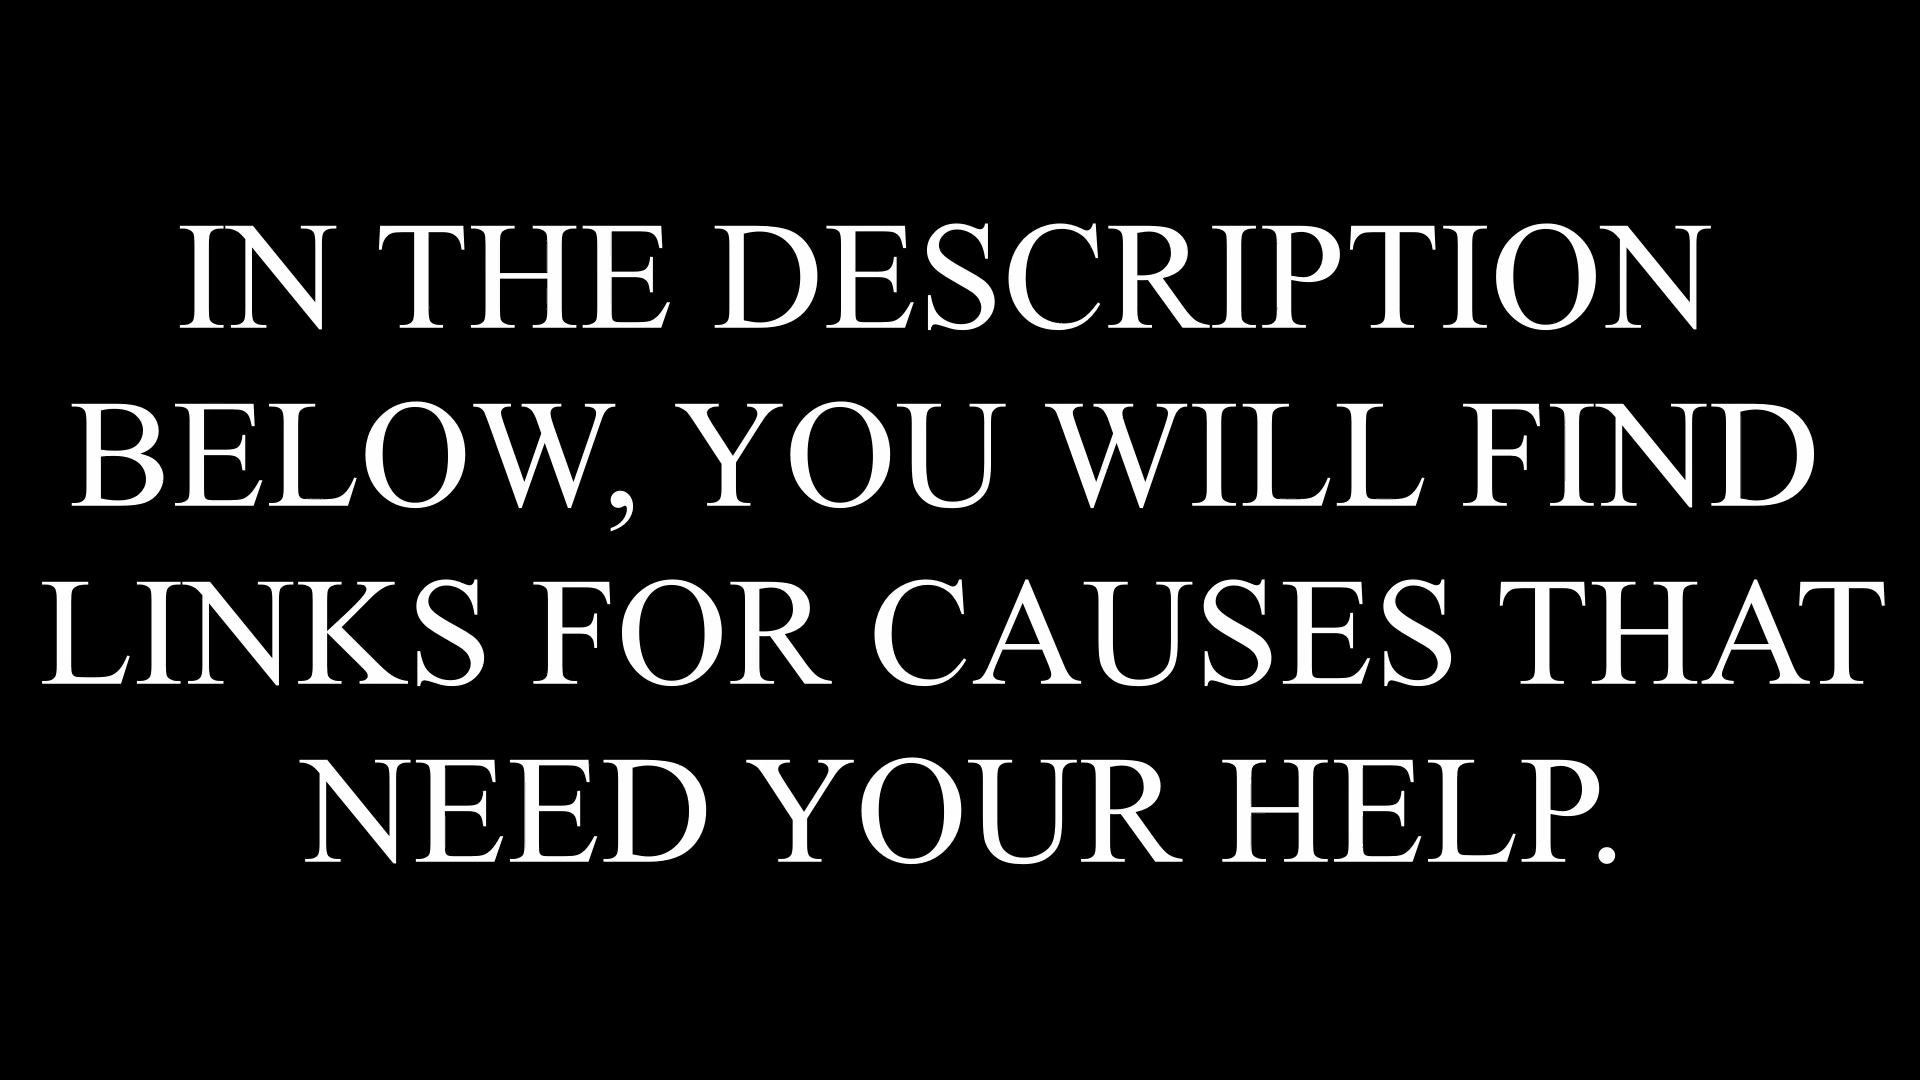 IN THE DESCRIPTION
BELOW, YOU WILL FIND
LINKS FOR CAUSES THAT
NEED YOUR HELP.